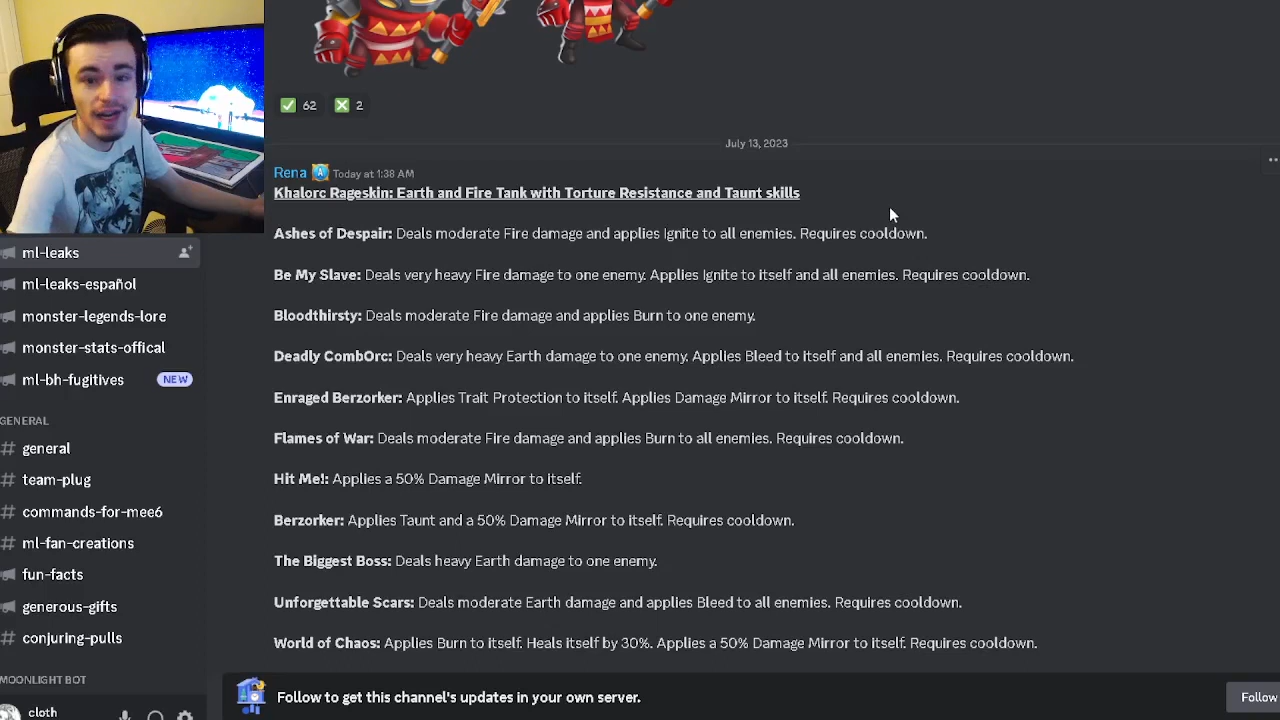 62
2
July 13, 2023
Rena Today at 1:38 AM
Khalorc Rageskin: Earth and Fire Tank with Torture Resistance and Taunt skills
Ashes of Despair: Deals moderate Fire damage and applies Ignite to all enemies. Requires cooldown.
Be My Slave: Deals very heavy Fire damage to one enemy. Applies Ignite to itself and all enemies. Requires cooldown.
Bloodthirsty: Deals moderate Fire damage and applies Burn to one enemy.
Deadly CombOrc: Deals very heavy Earth damage to one enemy. Applies Bleed to itself and all enemies. Requires cooldown.
Enraged Berzorker: Applies Trait Protection to itself. Applies Damage Mirror to itself. Requires cooldown.
Flames of War: Deals moderate Fire damage and applies Burn to all enemies. Requires cooldown.
Hit Me!: Applies a 50% Damage Mirror to itself.
Berzorker: Applies Taunt and a 50% Damage Mirror to itself. Requires cooldown.
The Biggest Boss: Deals heavy Earth damage to one enemy.
Unforgettable Scars: Deals moderate Earth damage and applies Bleed to all enemies. Requires cooldown.
World of Chaos: Applies Burn to itself. Heals itself by 30%. Applies a 50% Damage Mirror to itself. Requires cooldown.
Follow to get this channel's updates in your own server.
Follow
ml-leaks
ml-leaks-español
monster-legends-lore
monster-stats-offical
ml-bh-fugitives NEW
GENERAL
general
team-plug
commands-for-mee6
ml-fan-creations
fun-facts
generous-gifts
conjuring-pulls
MOONLIGHT BOT
cloth